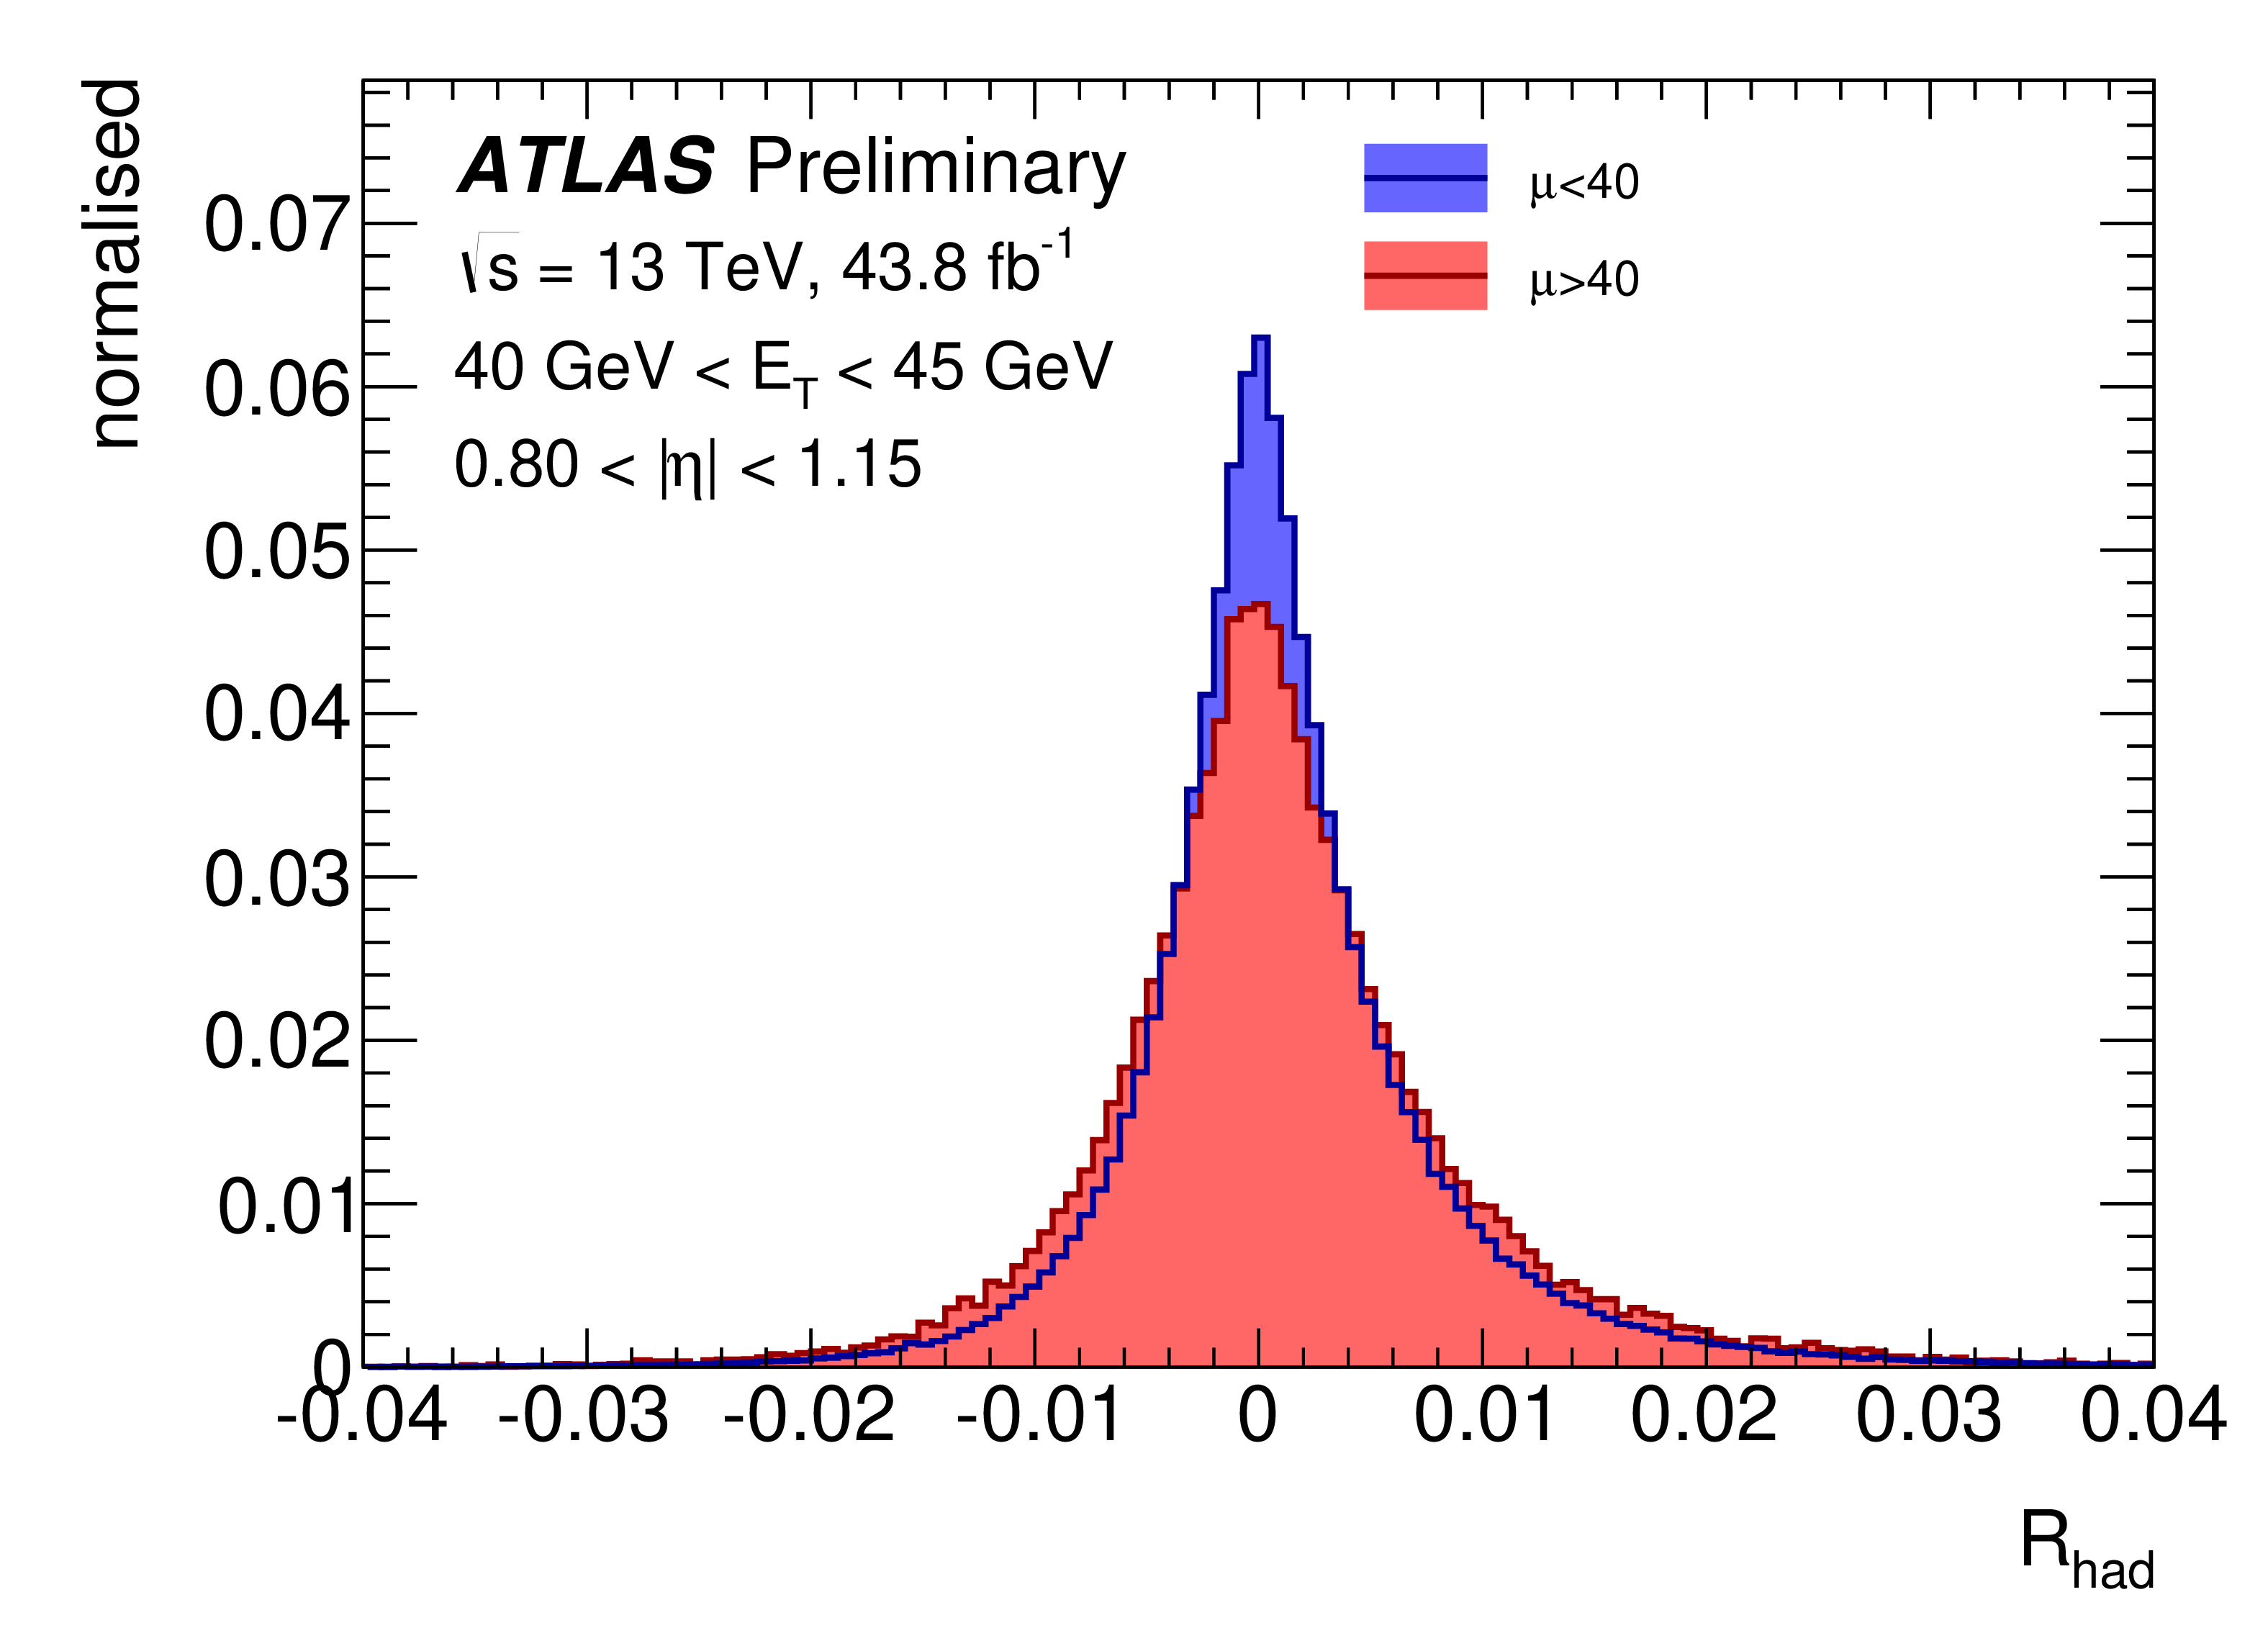 normalised
ATLAS Preliminary
√s = 13 TeV, 43.8 fb⁻¹
40 GeV < E_T < 45 GeV
0.80 < |η| < 1.15
μ<40
μ>40
0.07
0.06
0.05
0.04
0.03
0.02
0.01
0
-0.04 -0.03 -0.02 -0.01 0 0.01 0.02 0.03 0.04
R_had